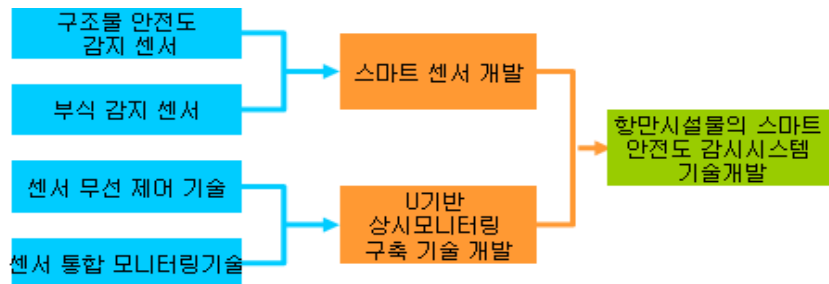 구조물 안전도
감지 센서
부식 감지 센서
센서 무선 제어 기술
센서 통합 모니터링기술
스마트 센서 개발
U기반
상시모니터링
구축 기술 개발
항만시설물의 스마트
안전도 감시시스템
기술개발